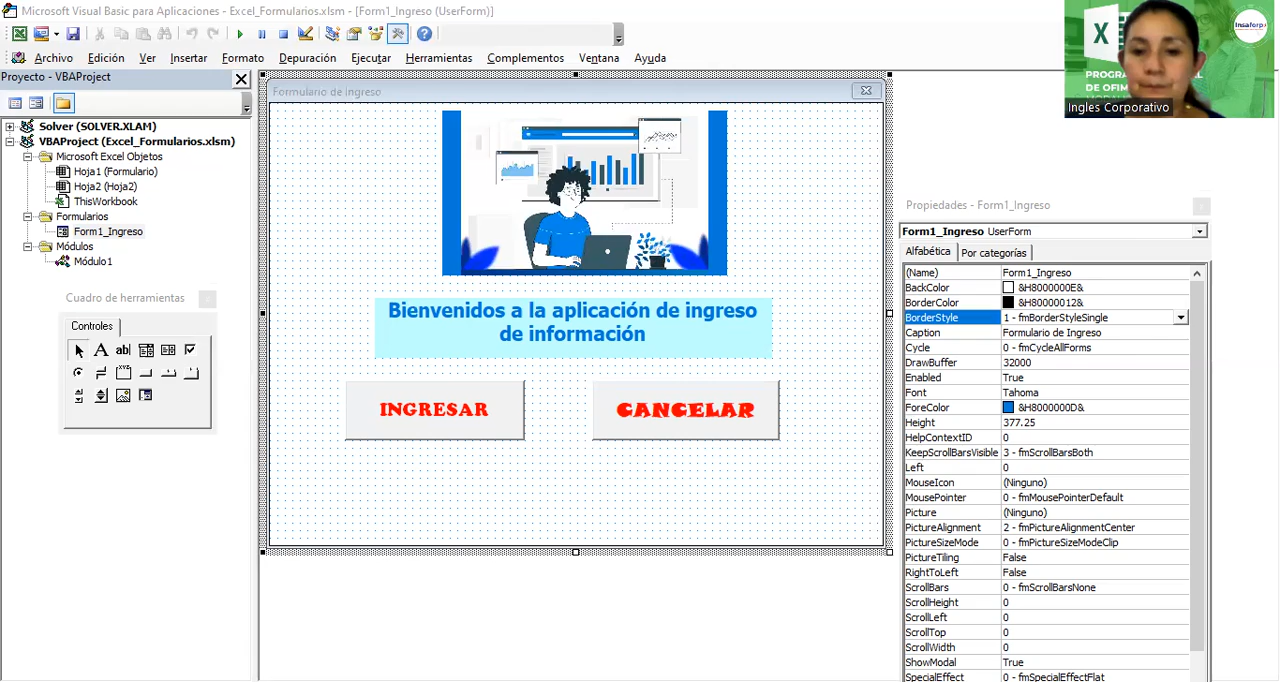 Microsoft Visual Basic para Aplicaciones - Excel_Formularios.xlsm - [Form1_Ingreso (UserForm)]
Archivo Edición Ver Insertar Formato Depuración Ejecutar Herramientas Complementos Ventana Ayuda
Proyecto - VBAProject
Solver (SOLVER.XLAM)
VBAProject (Excel_Formularios.xlsm)
Microsoft Excel Objetos
Hoja1 (Formulario)
Hoja2 (Hoja2)
ThisWorkbook
Formularios
Form1_Ingreso
Módulos
Módulo1
Cuadro de herramientas
Controles
A ab|
Formulario de ingreso
Bienvenidos a la aplicación de ingreso
de información
INGRESAR
CANCELAR
X
Insaforp
DE OFI
Ingles Corporativo
Propiedades - Form1_Ingreso
Form1_Ingreso UserForm
Alfabética Por categorías
(Name) Form1_Ingreso
BackColor &H8000000E&
BorderColor &H80000012&
BorderStyle 1 - fmBorderStyleSingle
Caption Formulario de Ingreso
Cycle 0 - fmCycleAllForms
DrawBuffer 32000
Enabled True
Font Tahoma
ForeColor &H8000000D&
Height 377.25
HelpContextID 0
KeepScrollBarsVisible 3 - fmScrollBarsBoth
Left 0
MouseIcon (Ninguno)
MousePointer 0 - fmMousePointerDefault
Picture (Ninguno)
PictureAlignment 2 - fmPictureAlignmentCenter
PictureSizeMode 0 - fmPictureSizeModeClip
PictureTiling False
RightToLeft False
ScrollBars 0 - fmScrollBarsNone
ScrollHeight 0
ScrollLeft 0
ScrollTop 0
ScrollWidth 0
ShowModal True
SpecialEffect 0 - fmSpecialEffectFlat